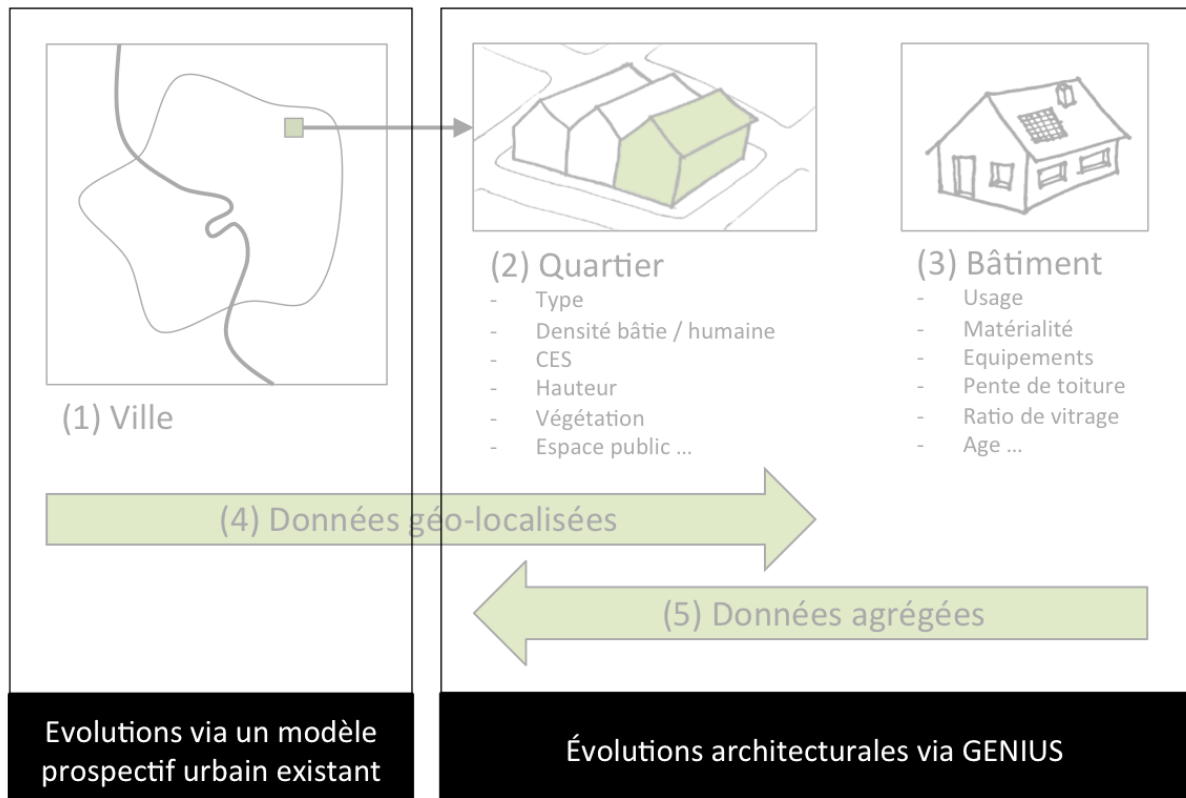 (1) Ville
(2) Quartier
- Type
- Densité bâtie / humaine
- CES
- Hauteur
- Végétation
- Espace public ...
(3) Bâtiment
- Usage
- Matérialité
- Equipements
- Pente de toiture
- Ratio de vitrage
- Age ...
(4) Données géo-localisées
(5) Données agrégées
Evolutions via un modèle
prospectif urbain existant
Évolutions architecturales via GENIUS